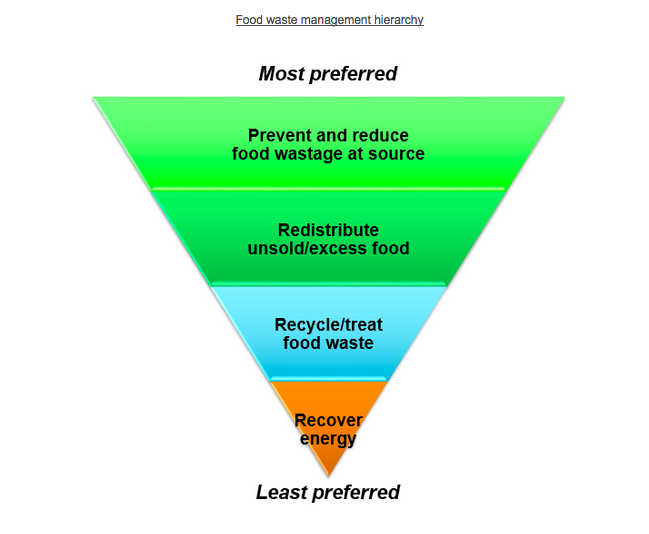 Food waste management hierarchy
Most preferred
Prevent and reduce
food wastage at source
Redistribute
unsold/excess food
Recycle/treat
food waste
Recover
energy
Least preferred